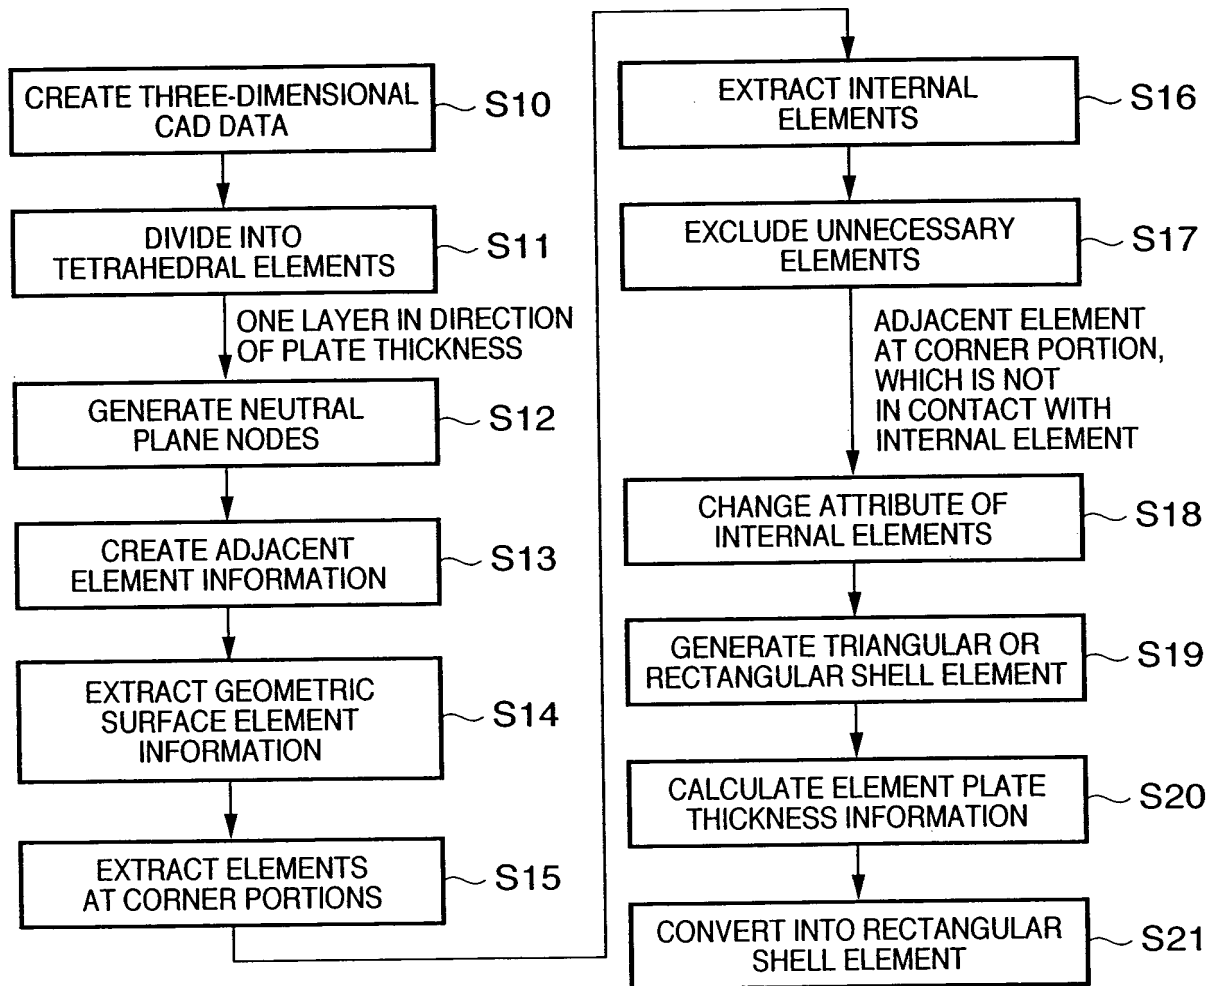 CREATE THREE-DIMENSIONAL
CAD DATA
S10
DIVIDE INTO
TETRAHEDRAL ELEMENTS
S11
ONE LAYER IN DIRECTION
OF PLATE THICKNESS
GENERATE NEUTRAL
PLANE NODES
S12
CREATE ADJACENT
ELEMENT INFORMATION
S13
EXTRACT GEOMETRIC
SURFACE ELEMENT
INFORMATION
S14
EXTRACT ELEMENTS
AT CORNER PORTIONS
S15
EXTRACT INTERNAL
ELEMENTS
S16
EXCLUDE UNNECESSARY
ELEMENTS
S17
ADJACENT ELEMENT
AT CORNER PORTION,
WHICH IS NOT
IN CONTACT WITH
INTERNAL ELEMENT
CHANGE ATTRIBUTE OF
INTERNAL ELEMENTS
S18
GENERATE TRIANGULAR OR
RECTANGULAR SHELL ELEMENT
S19
CALCULATE ELEMENT PLATE
THICKNESS INFORMATION
S20
CONVERT INTO RECTANGULAR
SHELL ELEMENT
S21